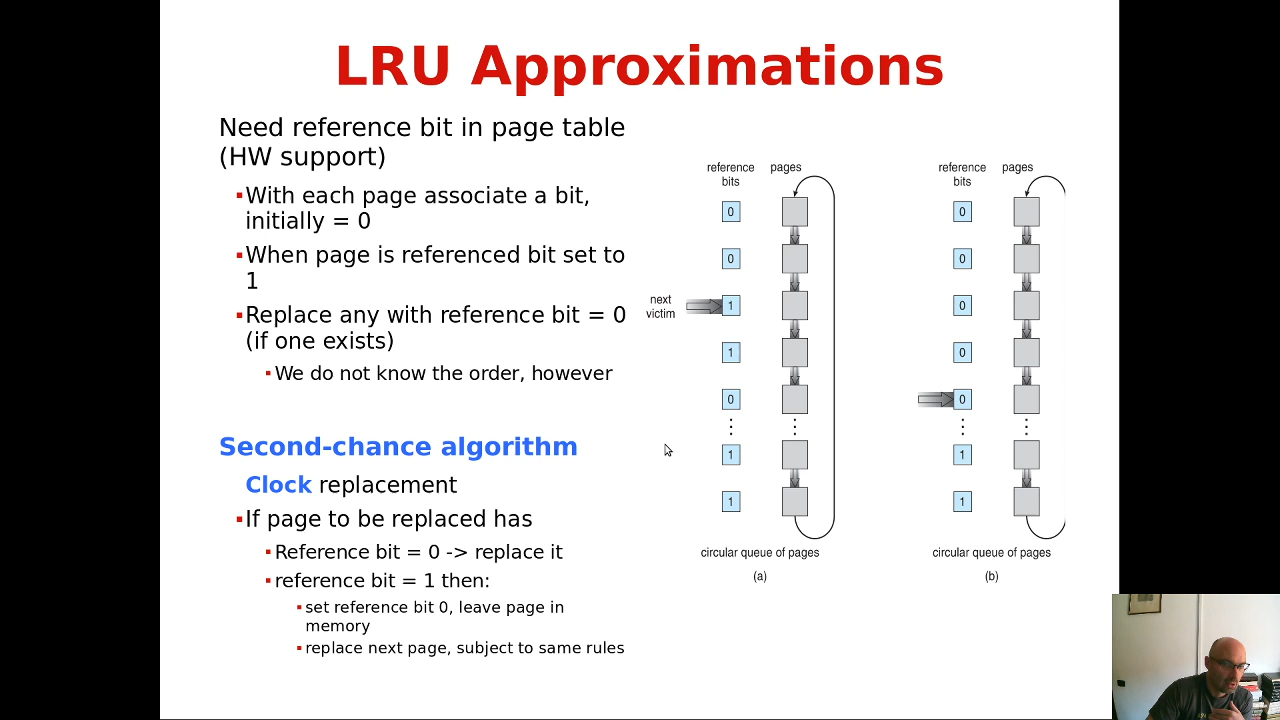 LRU Approximations
Need reference bit in page table
(HW support)
▪With each page associate a bit,
initially = 0
▪When page is referenced bit set to
1
▪Replace any with reference bit = 0
(if one exists)
▪We do not know the order, however
Second-chance algorithm
Clock replacement
▪If page to be replaced has
▪Reference bit = 0 -> replace it
▪reference bit = 1 then:
▪set reference bit 0, leave page in
memory
▪replace next page, subject to same rules
reference bits
pages
0
0
next victim
1
1
0
⋮ ⋮
1
1
circular queue of pages
(a)
reference bits
pages
0
0
0
0
0
⋮ ⋮
1
1
circular queue of pages
(b)